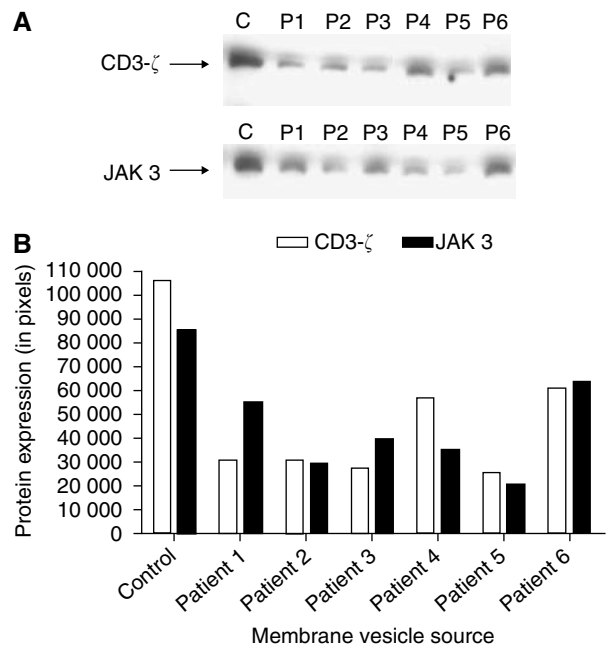 A
C P1 P2 P3 P4 P5 P6
CD3-ζ
C P1 P2 P3 P4 P5 P6
JAK 3
B
CD3-ζ JAK 3
Protein expression (in pixels)
110 000
100 000
90 000
80 000
70 000
60 000
50 000
40 000
30 000
20 000
10 000
0
Control Patient 1 Patient 2 Patient 3 Patient 4 Patient 5 Patient 6
Membrane vesicle source